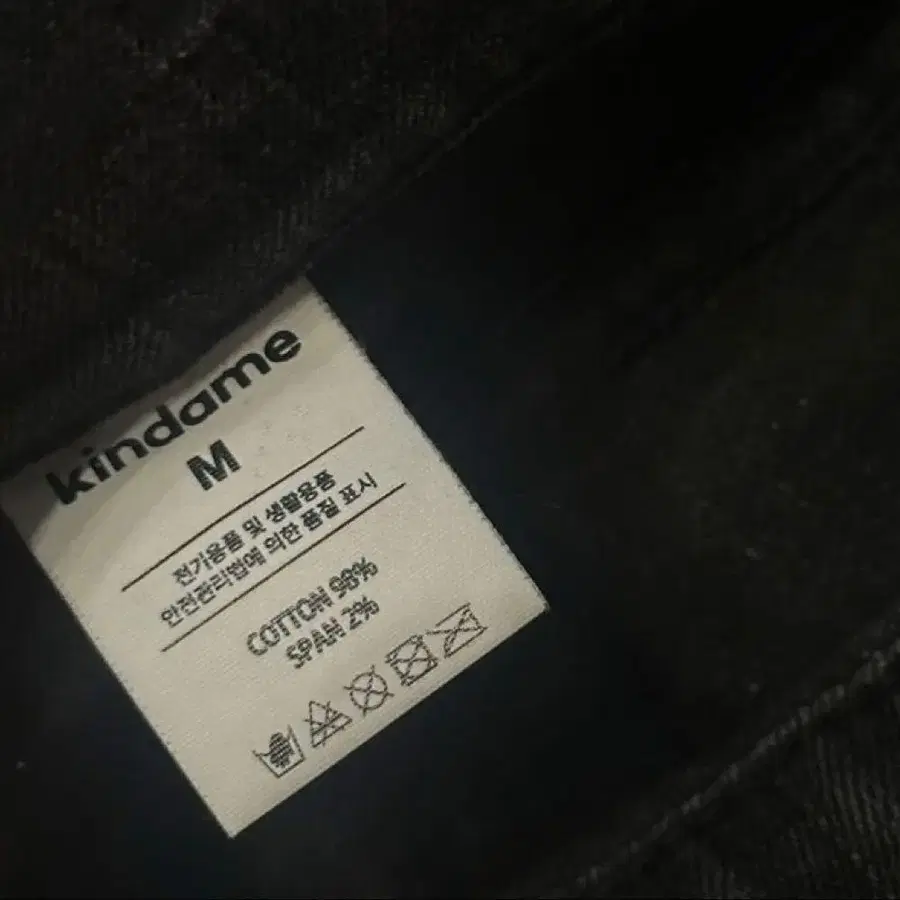 kindame
M
전기용품 및 생활용품
안전관리법에 의한 품질 표시
COTTON 98%
SPAN 2%